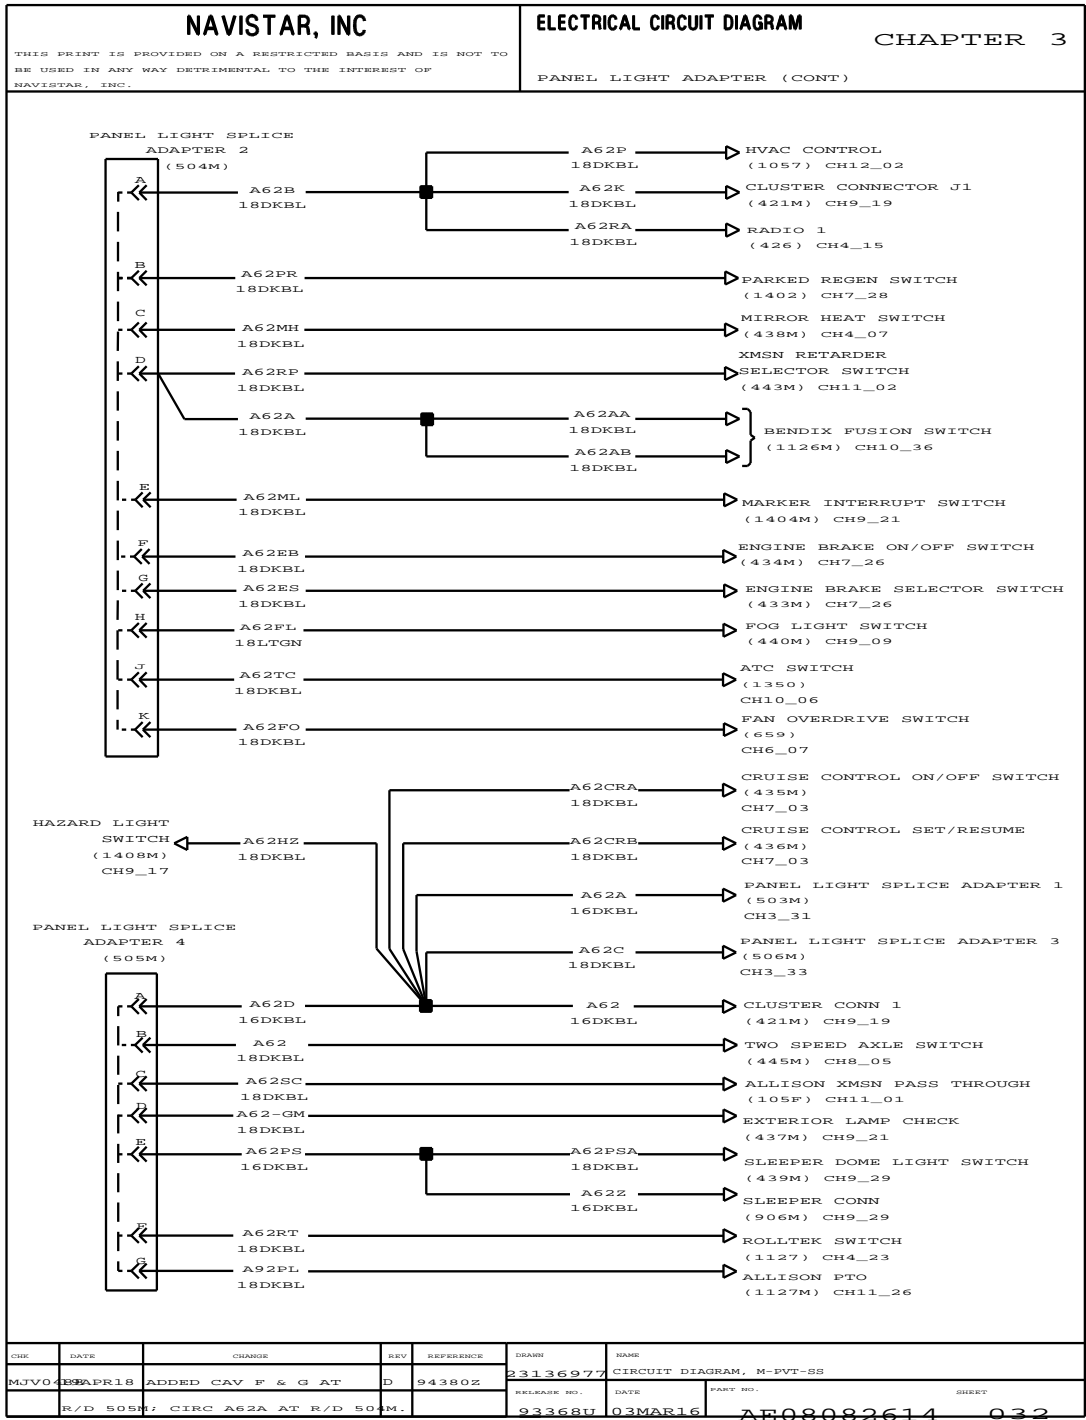 NAVISTAR, INC
THIS PRINT IS PROVIDED ON A RESTRICTED BASIS AND IS NOT TO
BE USED IN ANY WAY DETRIMENTAL TO THE INTEREST OF
NAVISTAR, INC.
ELECTRICAL CIRCUIT DIAGRAM
CHAPTER 3
PANEL LIGHT ADAPTER (CONT)
PANEL LIGHT SPLICE
ADAPTER 2
(504M)
A
A62B
18DKBL
A62P
18DKBL
HVAC CONTROL
(1057) CH12_02
A62K
18DKBL
CLUSTER CONNECTOR J1
(421M) CH9_19
A62RA
18DKBL
RADIO 1
(426) CH4_15
B
A62PR
18DKBL
PARKED REGEN SWITCH
(1402) CH7_28
C
A62MH
18DKBL
MIRROR HEAT SWITCH
(438M) CH4_07
D
A62RP
18DKBL
XMSN RETARDER
SELECTOR SWITCH
(443M) CH11_02
A62A
18DKBL
A62AA
18DKBL
A62AB
18DKBL
BENDIX FUSION SWITCH
(1126M) CH10_36
E
A62ML
18DKBL
MARKER INTERRUPT SWITCH
(1404M) CH9_21
F
A62EB
18DKBL
ENGINE BRAKE ON/OFF SWITCH
(434M) CH7_26
G
A62ES
18DKBL
ENGINE BRAKE SELECTOR SWITCH
(433M) CH7_26
H
A62FL
18LTGN
FOG LIGHT SWITCH
(440M) CH9_09
J
A62TC
18DKBL
ATC SWITCH
(1350)
CH10_06
K
A62FO
18DKBL
FAN OVERDRIVE SWITCH
(659)
CH6_07
A62CRA
18DKBL
CRUISE CONTROL ON/OFF SWITCH
(435M)
CH7_03
HAZARD LIGHT
SWITCH
(1408M)
CH9_17
A62HZ
18DKBL
A62CRB
18DKBL
CRUISE CONTROL SET/RESUME
(436M)
CH7_03
A62A
16DKBL
PANEL LIGHT SPLICE ADAPTER 1
(503M)
CH3_31
A62C
18DKBL
PANEL LIGHT SPLICE ADAPTER 3
(506M)
CH3_33
PANEL LIGHT SPLICE
ADAPTER 4
(505M)
A
A62D
16DKBL
A62
16DKBL
CLUSTER CONN 1
(421M) CH9_19
B
A62
18DKBL
TWO SPEED AXLE SWITCH
(445M) CH8_05
C
A62SC
18DKBL
ALLISON XMSN PASS THROUGH
(105F) CH11_01
D
A62-GM
18DKBL
EXTERIOR LAMP CHECK
(437M) CH9_21
E
A62PS
16DKBL
A62PSA
18DKBL
SLEEPER DOME LIGHT SWITCH
(439M) CH9_29
A62Z
16DKBL
SLEEPER CONN
(906M) CH9_29
F
A62RT
18DKBL
ROLLTEK SWITCH
(1127) CH4_23
G
A92PL
18DKBL
ALLISON PTO
(1127M) CH11_26
CHK DATE CHANGE REV REFERENCE
ADDED CAV F & G AT D 94380Z
R/D 505M; CIRC A62A AT R/D 504M.
DRAWN
23136977
NAME
CIRCUIT DIAGRAM, M-PVT-SS
RELEASE NO.
93368U
DATE
03MAR16
PART NO.
AE08082614
SHEET
032